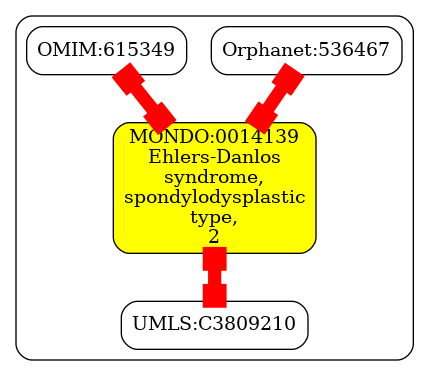 OMIM:615349
Orphanet:536467
MONDO:0014139
Ehlers-Danlos
syndrome,
spondylodysplastic
type,
2
UMLS:C3809210